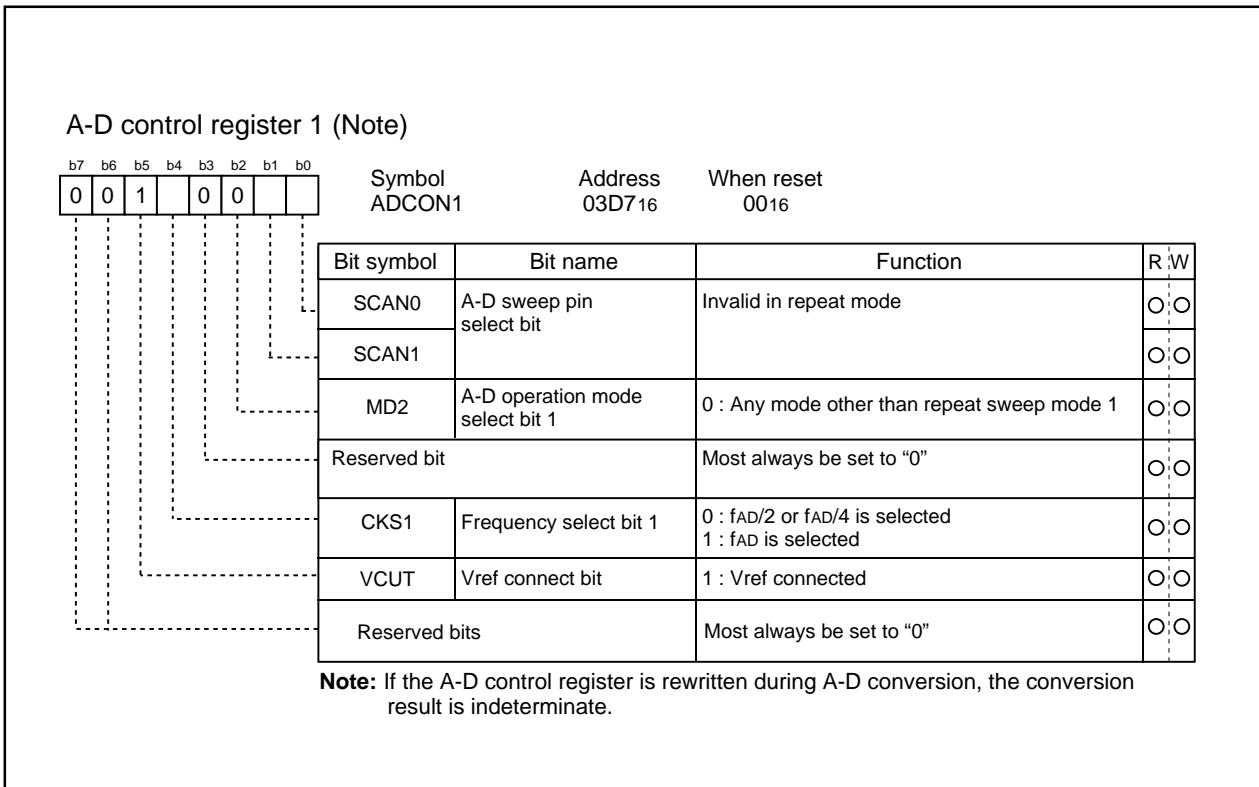 A-D control register 1 (Note)
b7 b6 b5 b4 b3 b2 b1 b0
0 0 1 0 0
Symbol Address When reset
ADCON1 03D716 0016
Bit symbol Bit name Function R W
SCAN0 A-D sweep pin select bit Invalid in repeat mode
SCAN1
MD2 A-D operation mode select bit 1 0 : Any mode other than repeat sweep mode 1
Reserved bit Most always be set to “0”
CKS1 Frequency select bit 1 0 : fAD/2 or fAD/4 is selected
1 : fAD is selected
VCUT Vref connect bit 1 : Vref connected
Reserved bits Most always be set to “0”
Note: If the A-D control register is rewritten during A-D conversion, the conversion
result is indeterminate.